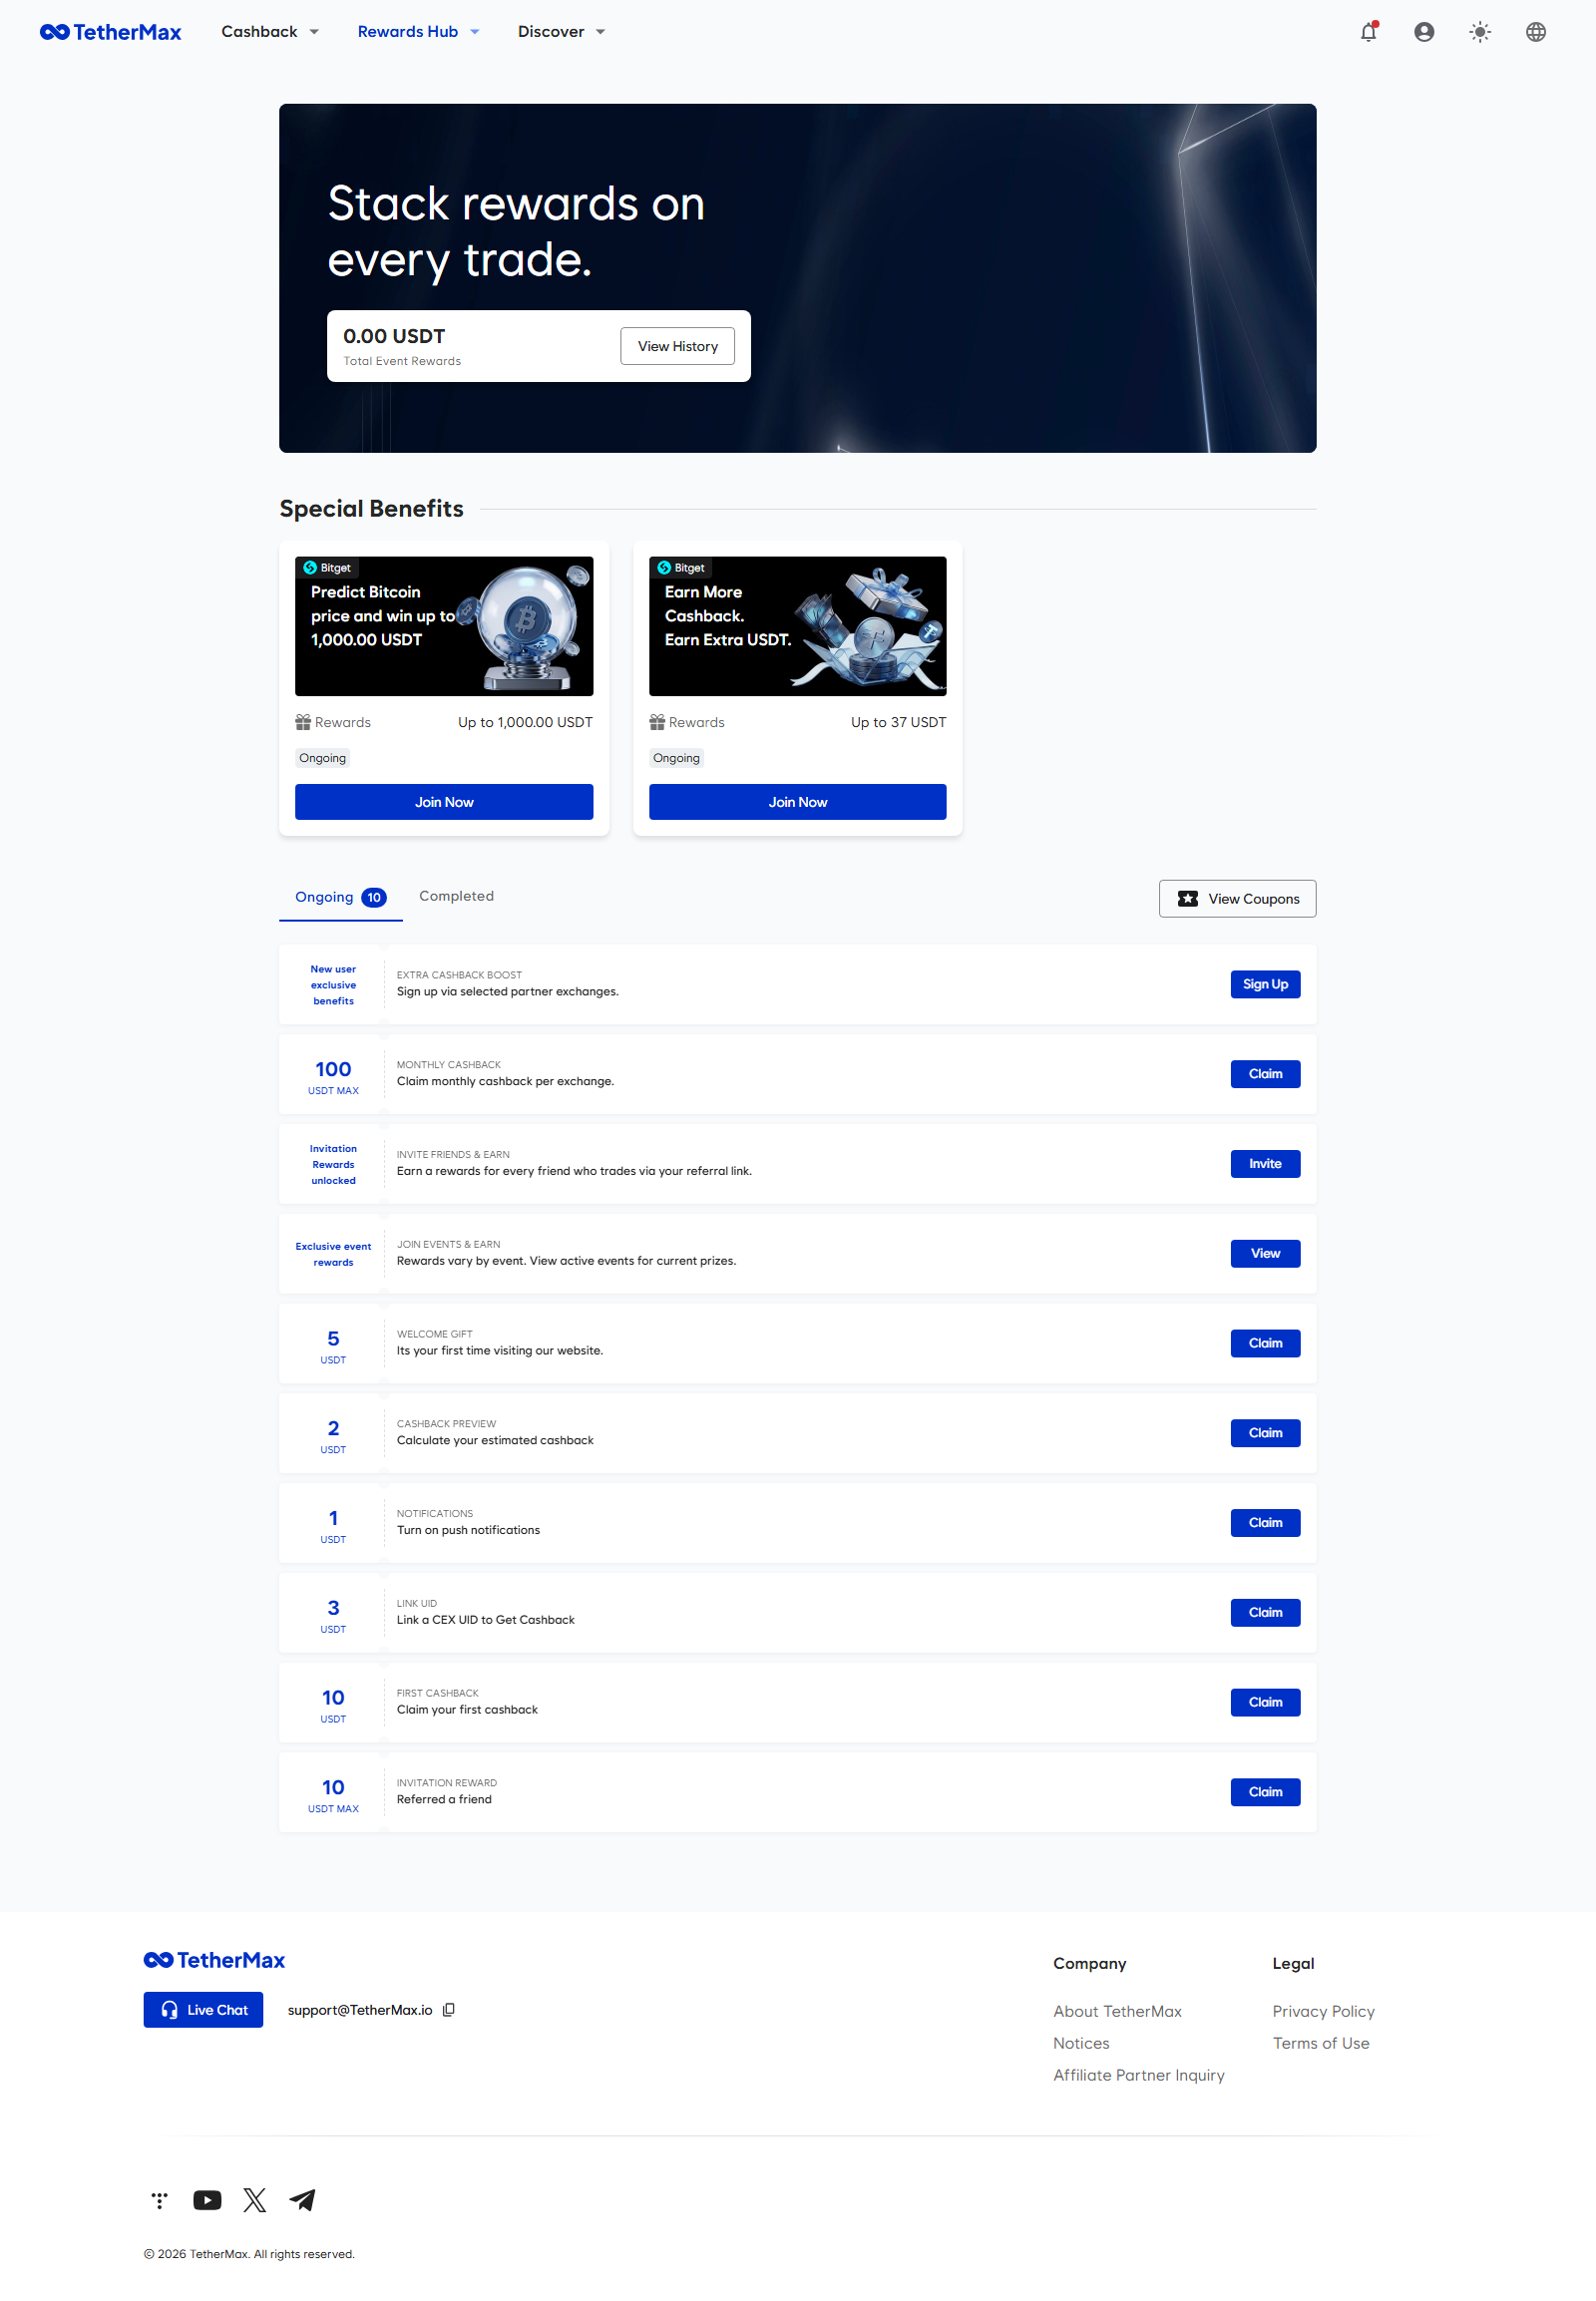 TetherMax
Cashback
Rewards Hub
Discover
Stack rewards on
every trade.
0.00 USDT
Total Event Rewards
View History
Special Benefits
Bitget
Predict Bitcoin
price and win up to
1,000.00 USDT
Rewards
Up to 1,000.00 USDT
Ongoing
Join Now
Bitget
Earn More
Cashback.
Earn Extra USDT.
Rewards
Up to 37 USDT
Ongoing
Join Now
Ongoing 10
Completed
View Coupons
New user
exclusive
benefits
EXTRA CASHBACK BOOST
Sign up via selected partner exchanges.
Sign Up
100
USDT MAX
MONTHLY CASHBACK
Claim monthly cashback per exchange.
Claim
Invitation
Rewards
unlocked
INVITE FRIENDS & EARN
Earn a rewards for every friend who trades via your referral link.
Invite
Exclusive event
rewards
JOIN EVENTS & EARN
Rewards vary by event. View active events for current prizes.
View
5
USDT
WELCOME GIFT
Its your first time visiting our website.
Claim
2
USDT
CASHBACK PREVIEW
Calculate your estimated cashback
Claim
1
USDT
NOTIFICATIONS
Turn on push notifications
Claim
3
USDT
LINK UID
Link a CEX UID to Get Cashback
Claim
10
USDT
FIRST CASHBACK
Claim your first cashback
Claim
10
USDT MAX
INVITATION REWARD
Referred a friend
Claim
TetherMax
Live Chat
support@TetherMax.io
Company
About TetherMax
Notices
Affiliate Partner Inquiry
Legal
Privacy Policy
Terms of Use
© 2026 TetherMax. All rights reserved.